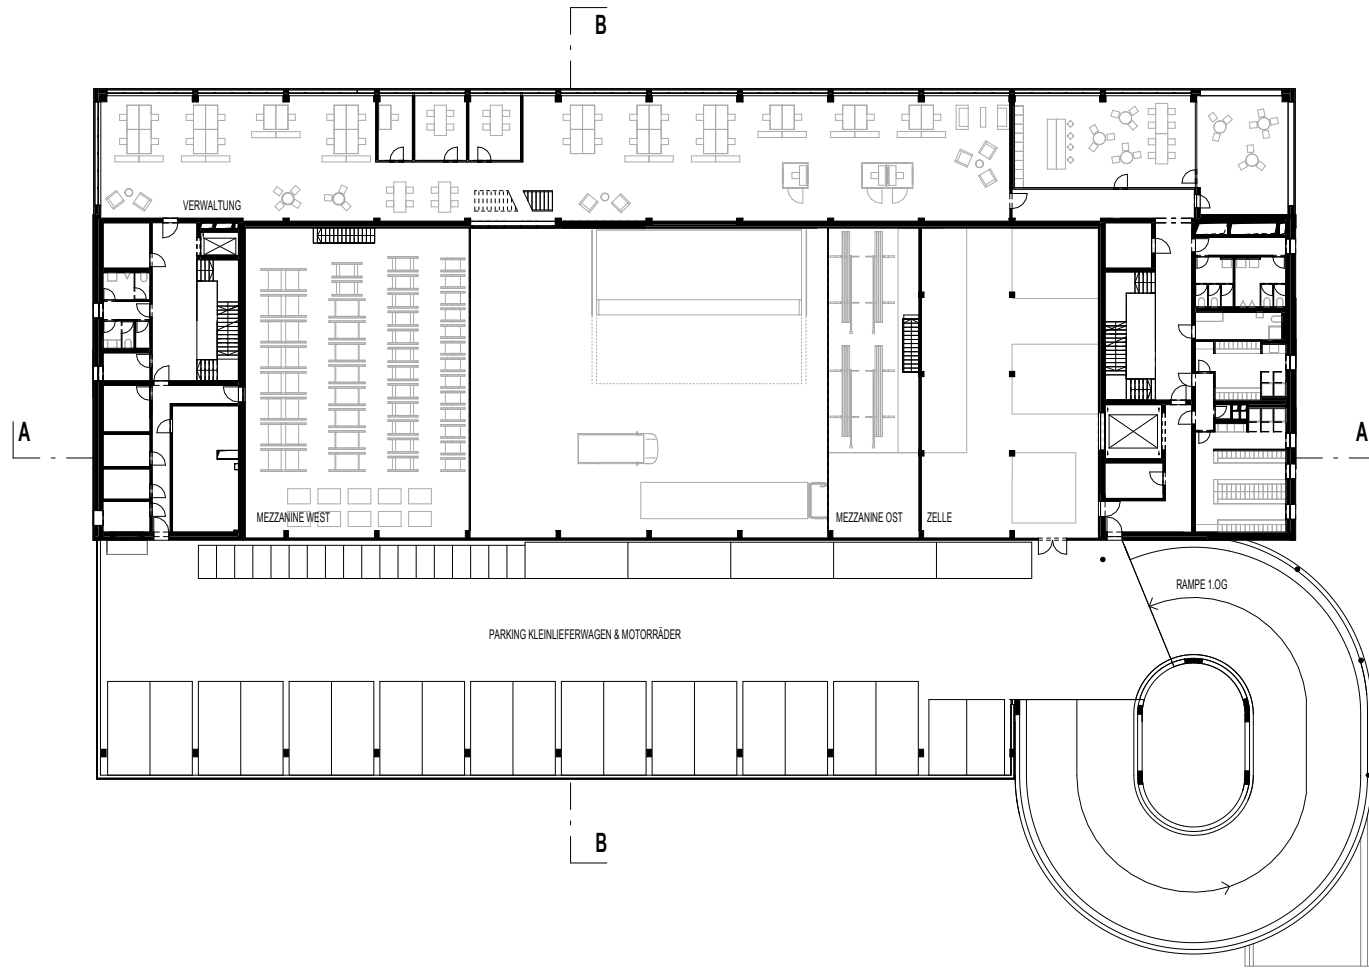 B
VERWALTUNG
A
A
MEZZANINE WEST
MEZZANINE OST
ZELLE
RAMPE 1.OG
PARKING KLEINLIEFERWAGEN & MOTORRÄDER
B